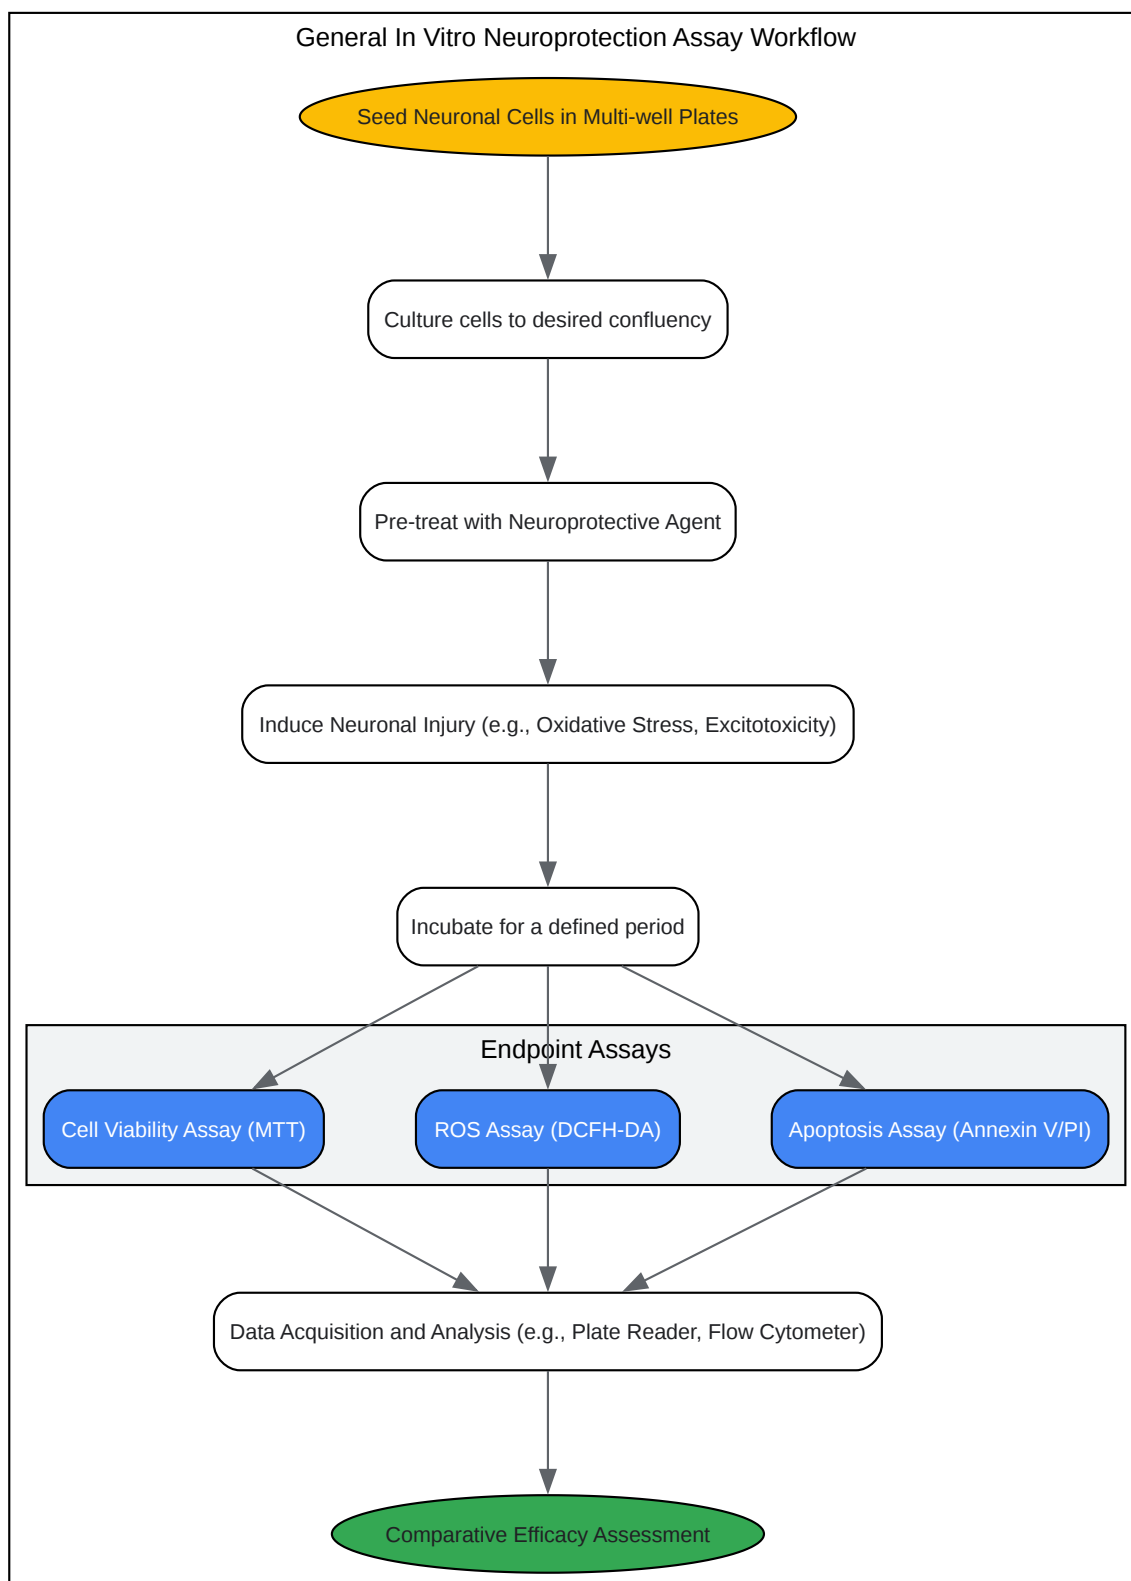 General In Vitro Neuroprotection Assay Workflow
Seed Neuronal Cells in Multi-well Plates
Culture cells to desired confluency
Pre-treat with Neuroprotective Agent
Induce Neuronal Injury (e.g., Oxidative Stress, Excitotoxicity)
Incubate for a defined period
Endpoint Assays
Cell Viability Assay (MTT)
ROS Assay (DCFH-DA)
Apoptosis Assay (Annexin V/PI)
Data Acquisition and Analysis (e.g., Plate Reader, Flow Cytometer)
Comparative Efficacy Assessment